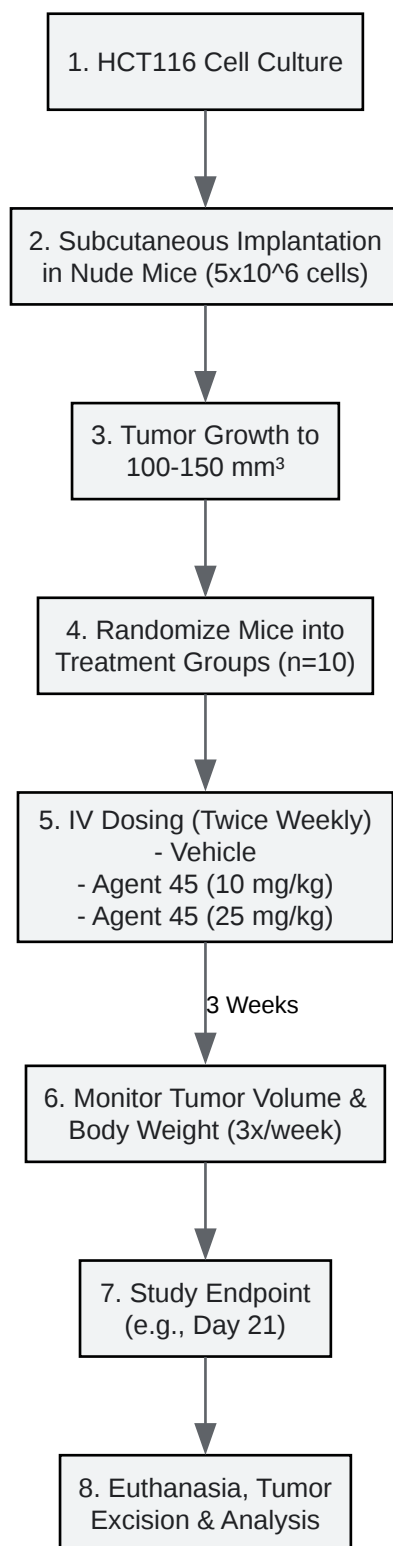 1. HCT116 Cell Culture
2. Subcutaneous Implantation
in Nude Mice (5x10^6 cells)
3. Tumor Growth to
100-150 mm³
4. Randomize Mice into
Treatment Groups (n=10)
5. IV Dosing (Twice Weekly)
- Vehicle
- Agent 45 (10 mg/kg)
- Agent 45 (25 mg/kg)
3 Weeks
6. Monitor Tumor Volume &
Body Weight (3x/week)
7. Study Endpoint
(e.g., Day 21)
8. Euthanasia, Tumor
Excision & Analysis